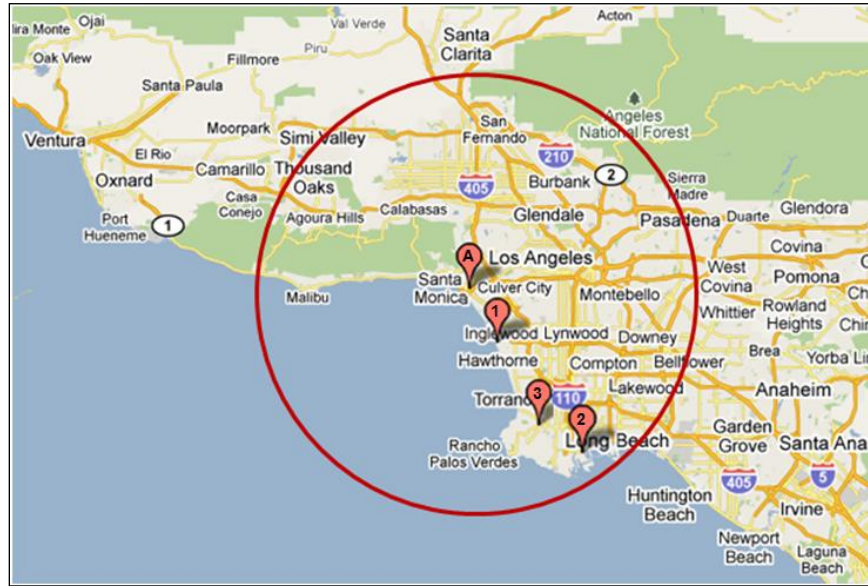 Ojai
Val Verde
Acton
Santa
Clarita
Oak View
Fillmore
Piru
Santa Paula
Angeles
National Forest
Ventura
Moorpark
Simi Valley
San
Fernando
El Rio
210
2
Sierra
Madre
Oxnard
Camarillo
Thousand
Oaks
405
Burbank
Casa
Conejo
Glendale
Pasadena
Duarte
Glendora
Port
Hueneme
1
Agoura Hills
Calabasas
Covina
A
Los Angeles
West
Covina
Pomona
Santa
Monica
Culver City
Malibu
Montebello
Whittier
Rowland
Heights
1
Inglewood
Lynwood
Downey
Hawthorne
Compton
Bellflower
Brea
Yorba Li
Lakewood
Anaheim
3
110
2
Long Beach
Garden
Grove
Santa Ana
Rancho
Palos Verdes
405
5
Huntington
Beach
Irvine
Newport
Beach
Laguna
Beach